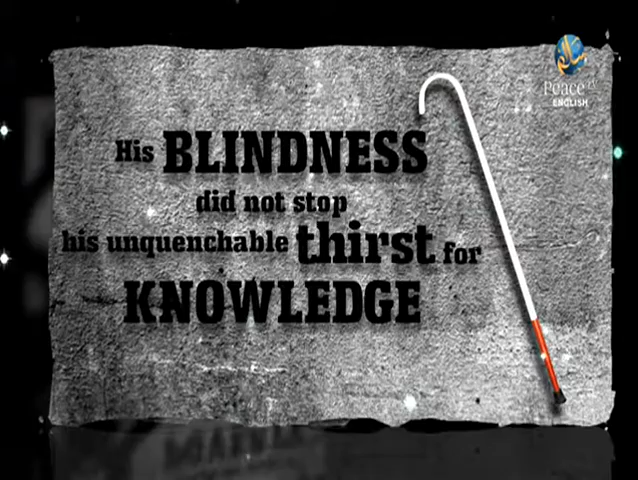 Peace TV
ENGLISH
His BLINDNESS
did not stop
his unquenchable thirst for
KNOWLEDGE